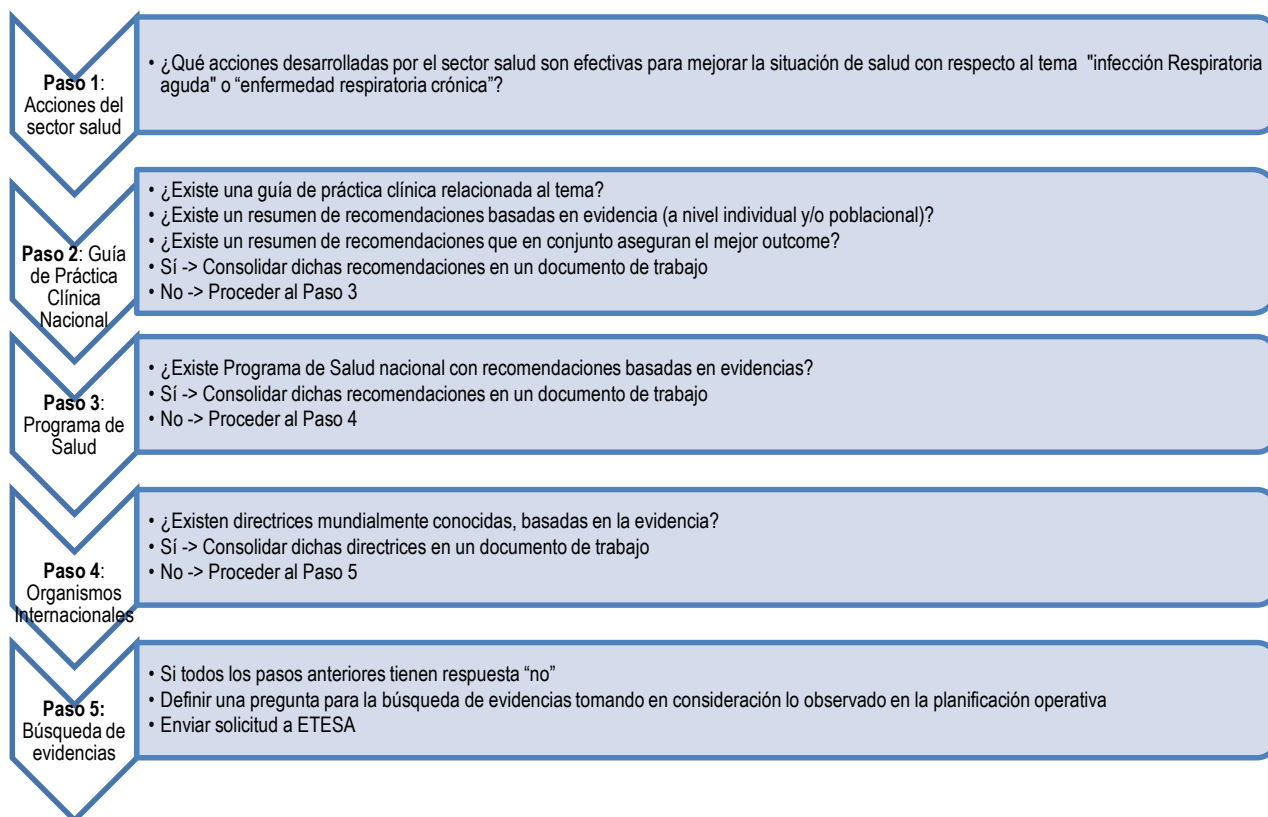 Paso 1:
Acciones del
sector salud
• ¿Qué acciones desarrolladas por el sector salud son efectivas para mejorar la situación de salud con respecto al tema "infección Respiratoria
aguda" o “enfermedad respiratoria crónica”?
Paso 2: Guía
de Práctica
Clínica
Nacional
• ¿Existe una guía de práctica clínica relacionada al tema?
• ¿Existe un resumen de recomendaciones basadas en evidencia (a nivel individual y/o poblacional)?
• ¿Existe un resumen de recomendaciones que en conjunto aseguran el mejor outcome?
• Sí -> Consolidar dichas recomendaciones en un documento de trabajo
• No -> Proceder al Paso 3
Paso 3:
Programa de
Salud
• ¿Existe Programa de Salud nacional con recomendaciones basadas en evidencias?
• Sí -> Consolidar dichas recomendaciones en un documento de trabajo
• No -> Proceder al Paso 4
Paso 4:
Organismos
Internacionales
• ¿Existen directrices mundialmente conocidas, basadas en la evidencia?
• Sí -> Consolidar dichas directrices en un documento de trabajo
• No -> Proceder al Paso 5
Paso 5:
Búsqueda de
evidencias
• Si todos los pasos anteriores tienen respuesta “no”
• Definir una pregunta para la búsqueda de evidencias tomando en consideración lo observado en la planificación operativa
• Enviar solicitud a ETESA